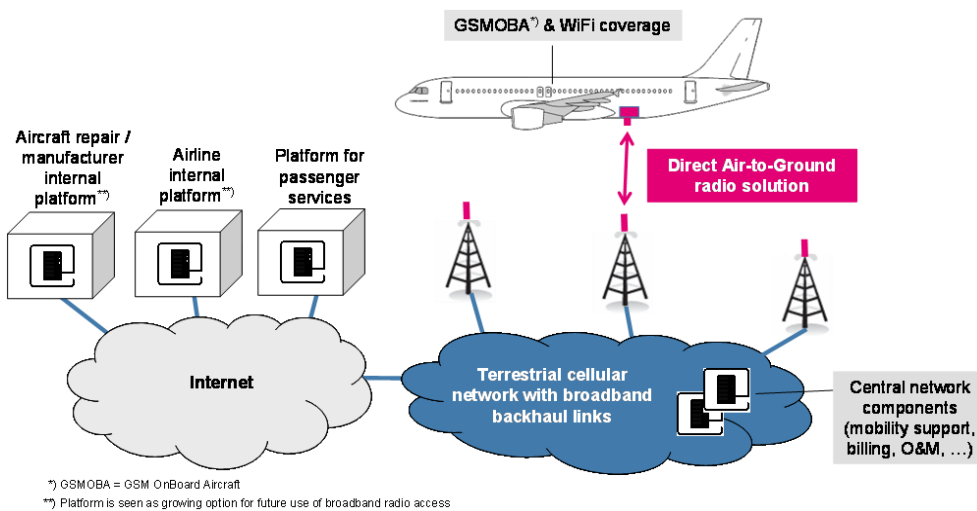 GSMOBA*) & WiFi coverage
Aircraft repair /
manufacturer
internal
platform**)
Airline
internal
platform**)
Platform for
passenger
services
Direct Air-to-Ground
radio solution
Internet
Terrestrial cellular
network with broadband
backhaul links
Central network
components
(mobility support,
billing, O&M, …)
*) GSMOBA = GSM OnBoard Aircraft
**) Platform is seen as growing option for future use of broadband radio access